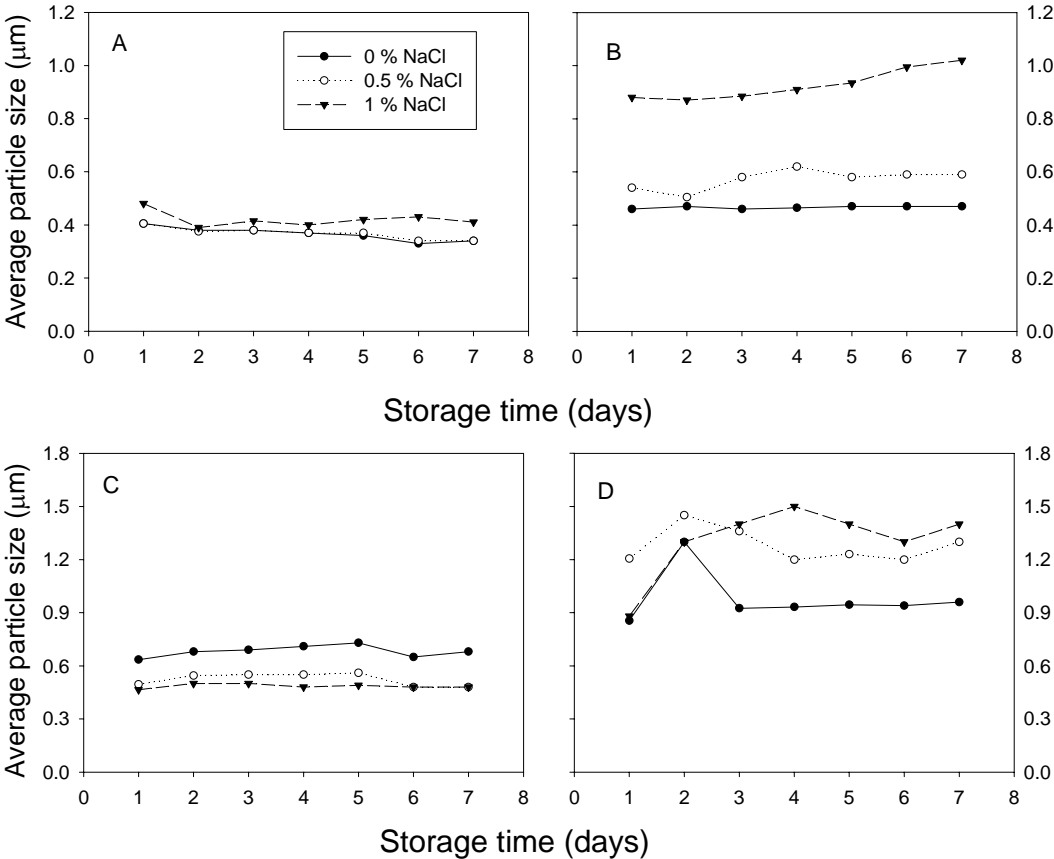 Average particle size (μm)
1.2
1.0
0.8
0.6
0.4
0.2
0.0
A
0 % NaCl
0.5 % NaCl
1 % NaCl
0 1 2 3 4 5 6 7 8
B
1.2
1.0
0.8
0.6
0.4
0.2
0.0
0 1 2 3 4 5 6 7 8
Storage time (days)
Average particle size (μm)
1.8
1.5
1.2
0.9
0.6
0.3
0.0
C
0 1 2 3 4 5 6 7 8
D
1.8
1.5
1.2
0.9
0.6
0.3
0.0
0 1 2 3 4 5 6 7 8
Storage time (days)